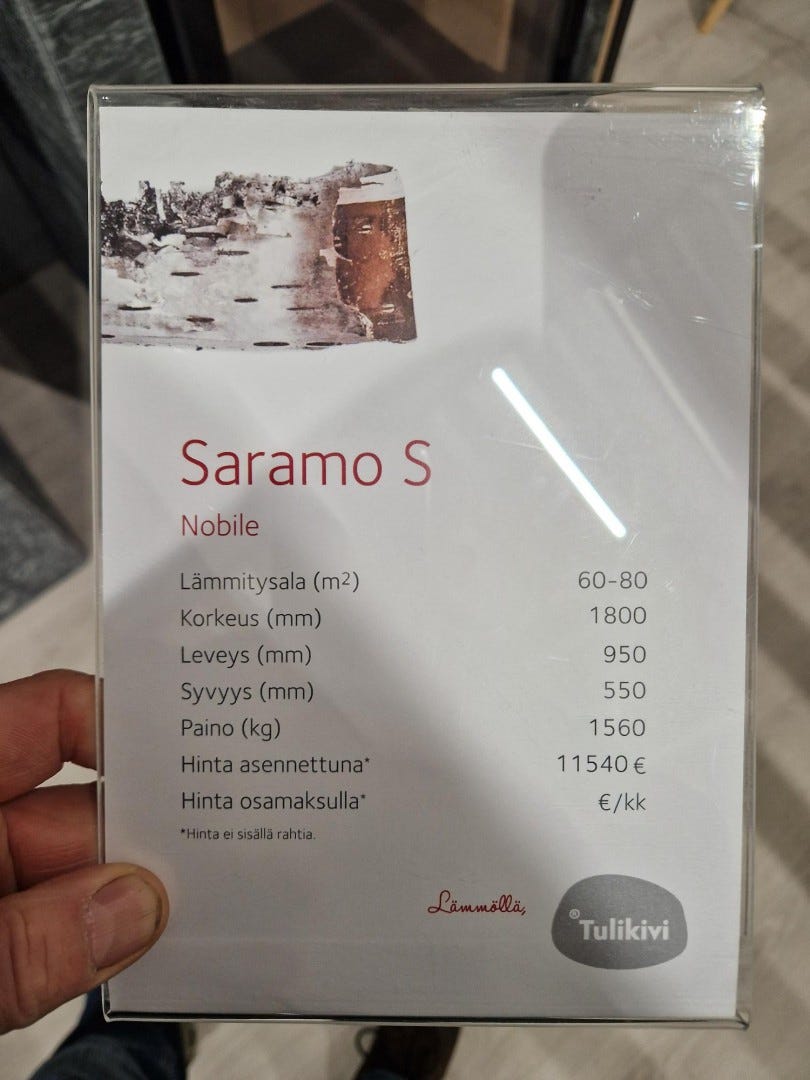 Saramo S
Nobile
Lämmitysala (m²) 60-80
Korkeus (mm) 1800
Leveys (mm) 950
Syvyys (mm) 550
Paino (kg) 1560
Hinta asennettuna* 11540 €
Hinta osamaksulla* €/kk
*Hinta ei sisällä rahtia.
Lämmöllä,
®Tulikivi